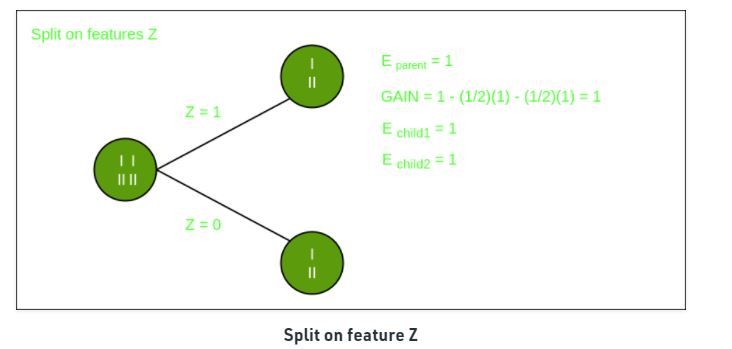 Split on features Z
I
II
E parent = 1
GAIN = 1 - (1/2)(1) - (1/2)(1) = 1
Z = 1
E child1 = 1
E child2 = 1
I I
II II
Z = 0
I
II
Split on feature Z